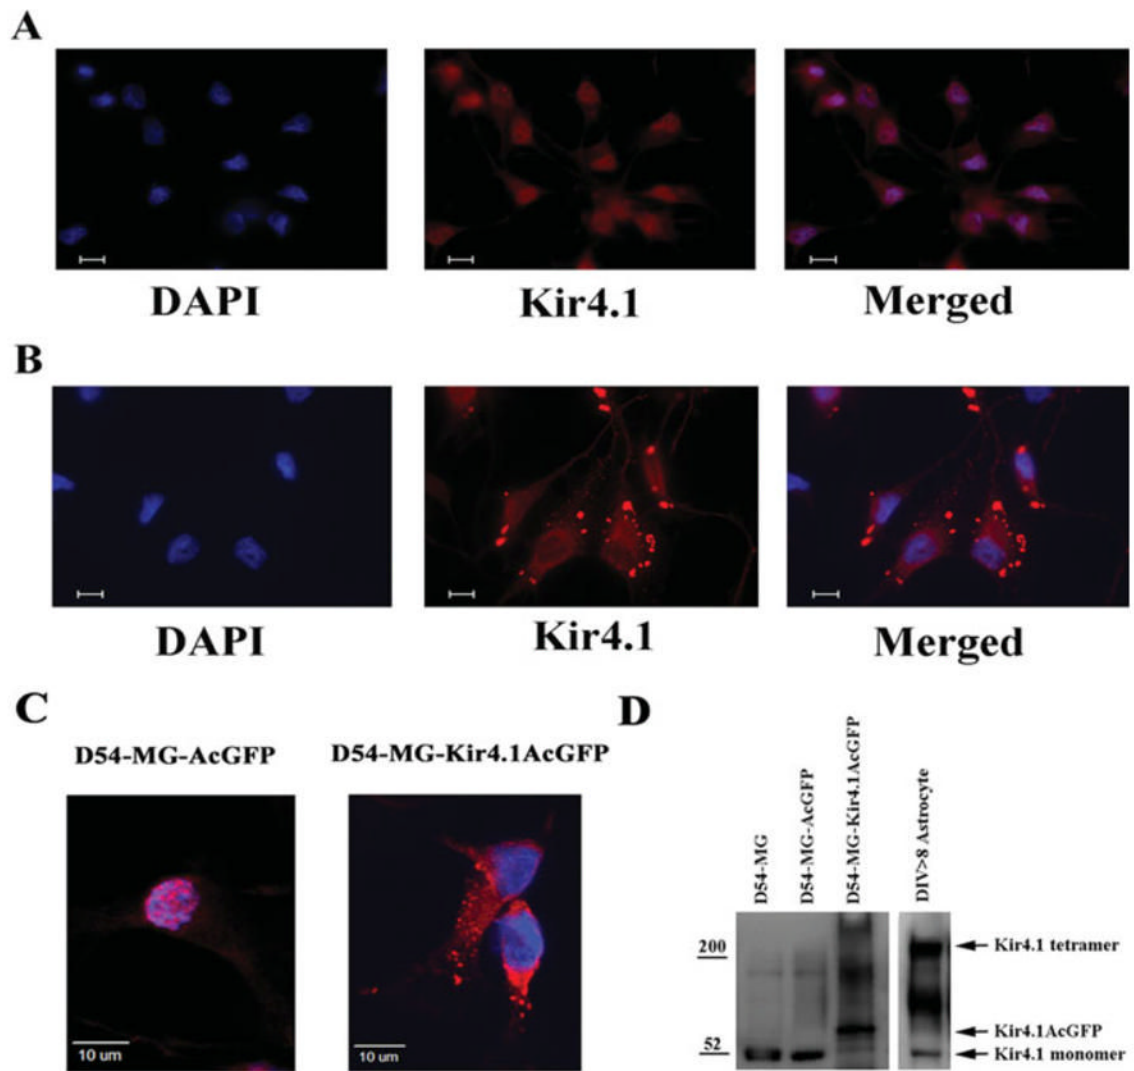 A
DAPI
Kir4.1
Merged
B
DAPI
Kir4.1
Merged
C
D54-MG-AcGFP
D54-MG-Kir4.1AcGFP
10 um
10 um
D
D54-MG
D54-MG-AcGFP
D54-MG-Kir4.1AcGFP
DIV>8 Astrocyte
200
52
Kir4.1 tetramer
Kir4.1AcGFP
Kir4.1 monomer